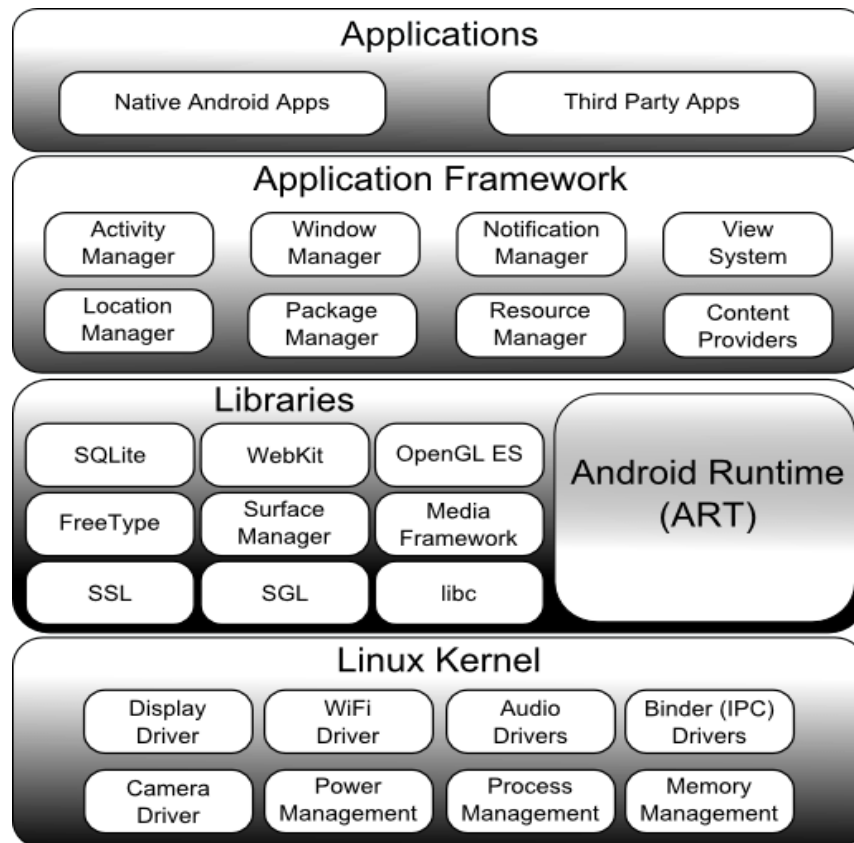 Applications
Native Android Apps
Third Party Apps
Application Framework
Activity
Manager
Window
Manager
Notification
Manager
View
System
Location
Manager
Package
Manager
Resource
Manager
Content
Providers
Libraries
SQLite
WebKit
OpenGL ES
FreeType
Surface
Manager
Media
Framework
SSL
SGL
libc
Android Runtime
(ART)
Linux Kernel
Display
Driver
WiFi
Driver
Audio
Drivers
Binder (IPC)
Drivers
Camera
Driver
Power
Management
Process
Management
Memory
Management